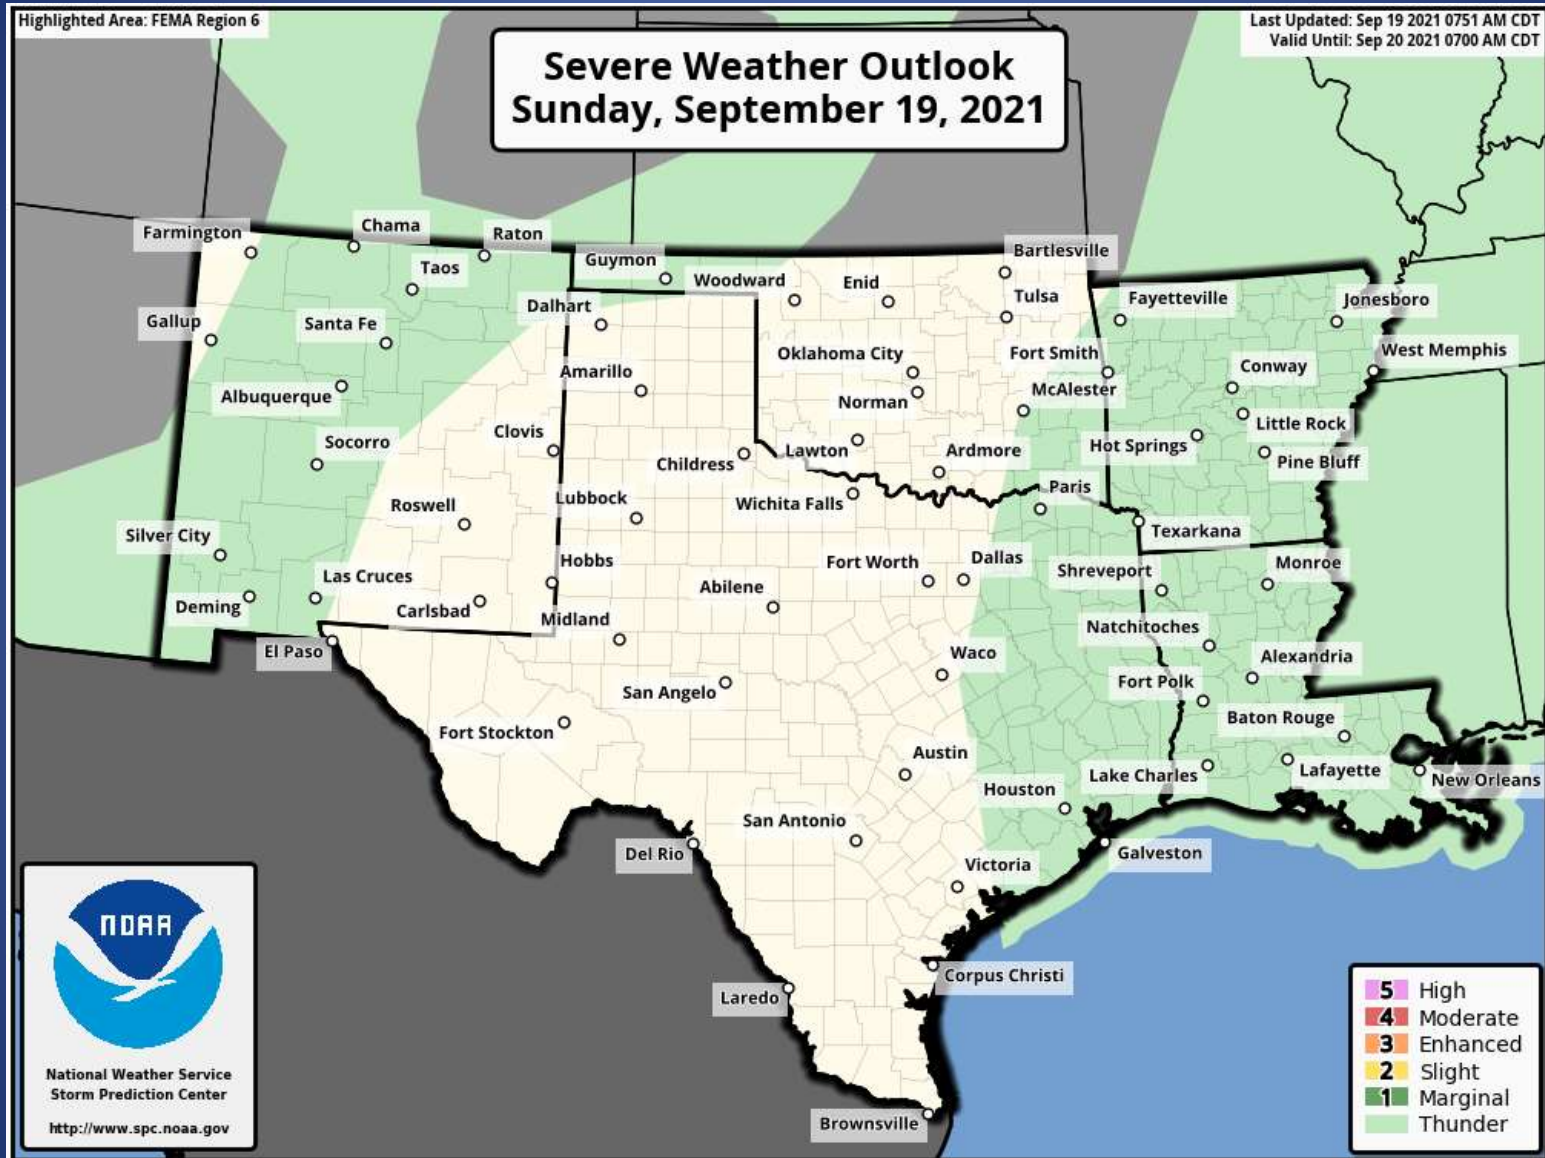 Highlighted Area: FEMA Region 6
Last Updated: Sep 19 2021 0751 AM CDT
Valid Until: Sep 20 2021 0700 AM CDT
Severe Weather Outlook
Sunday, September 19, 2021
Farmington
Chama
Raton
Taos
Guymon
Woodward
Enid
Bartlesville
Tulsa
Fayetteville
Jonesboro
Gallup
Santa Fe
Dalhart
Oklahoma City
Fort Smith
West Memphis
Albuquerque
Amarillo
Norman
McAlester
Conway
Little Rock
Socorro
Clovis
Childress
Lawton
Ardmore
Hot Springs
Pine Bluff
Roswell
Lubbock
Wichita Falls
Paris
Texarkana
Silver City
Las Cruces
Hobbs
Fort Worth
Dallas
Shreveport
Monroe
Deming
Carlsbad
Midland
Abilene
Natchitoches
El Paso
San Angelo
Waco
Fort Polk
Alexandria
Fort Stockton
Austin
Baton Rouge
Houston
Lake Charles
Lafayette
New Orleans
San Antonio
Del Rio
Victoria
Galveston
Laredo
Corpus Christi
Brownsville
NOAA
National Weather Service
Storm Prediction Center
http://www.spc.noaa.gov
5 High
4 Moderate
3 Enhanced
2 Slight
1 Marginal
Thunder